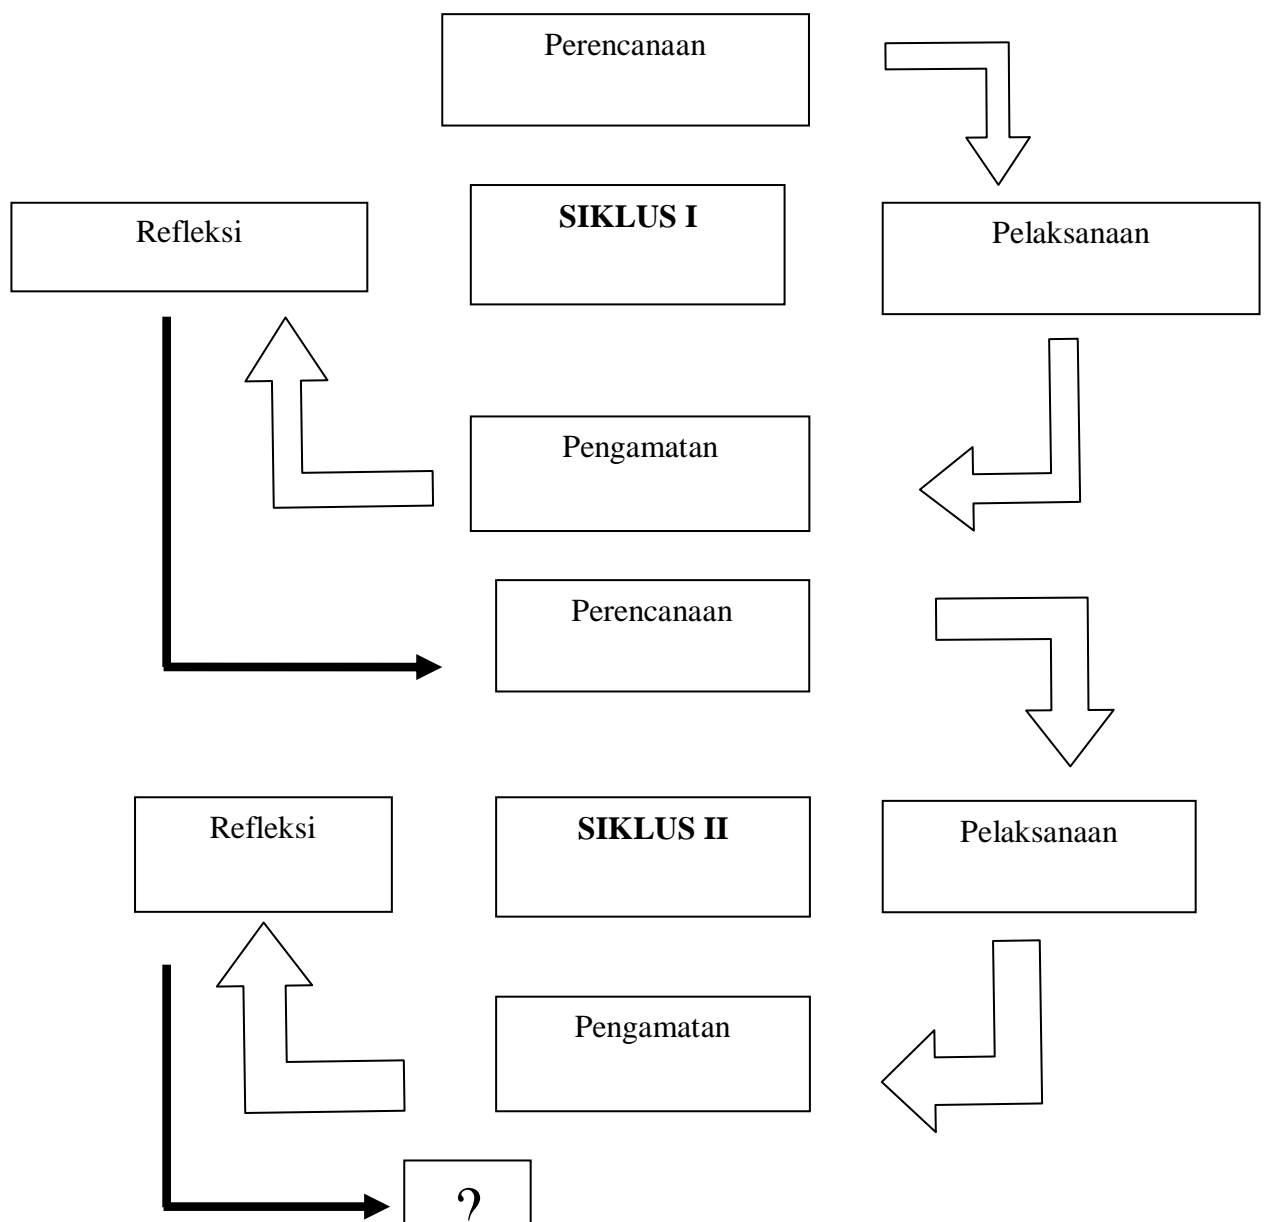 Perencanaan
Refleksi
SIKLUS I
Pelaksanaan
Pengamatan
Perencanaan
Refleksi
SIKLUS II
Pelaksanaan
Pengamatan
?